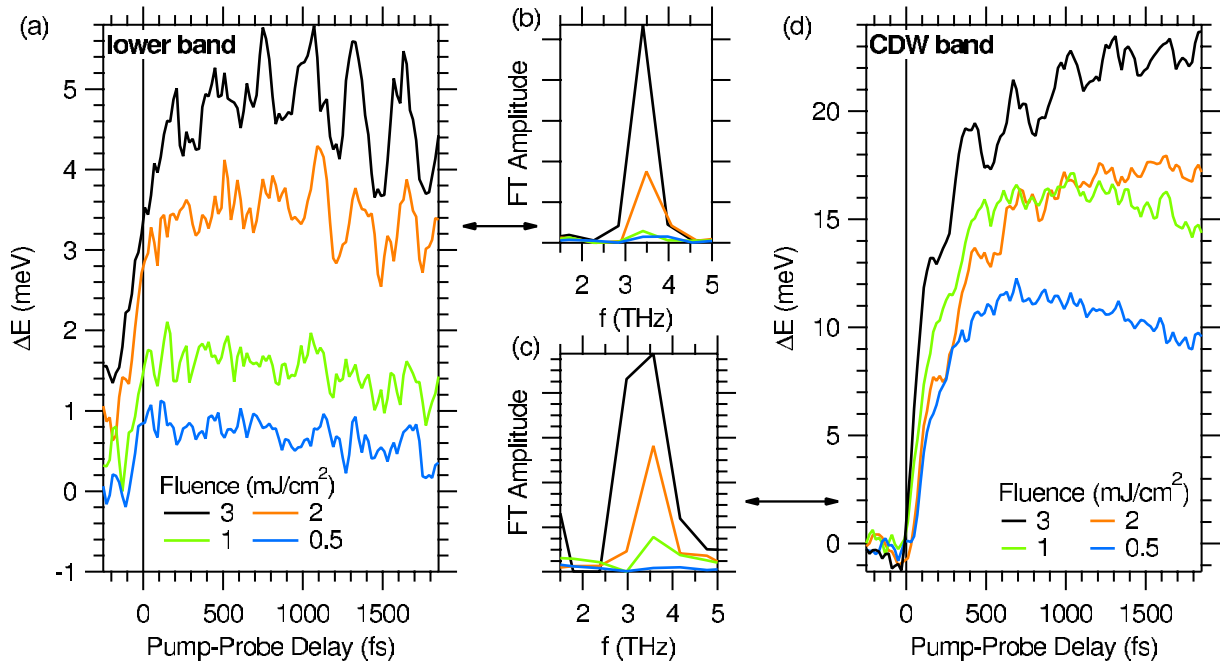 (a)
lower band
ΔE (meV)
5
4
3
2
1
0
-1
Fluence (mJ/cm²)
3 2
1 0.5
0 500 1000 1500
Pump-Probe Delay (fs)
(b)
FT Amplitude
2 3 4 5
f (THz)
(c)
FT Amplitude
2 3 4 5
f (THz)
(d)
CDW band
ΔE (meV)
20
15
10
5
0
Fluence (mJ/cm²)
3 2
1 0.5
0 500 1000 1500
Pump-Probe Delay (fs)